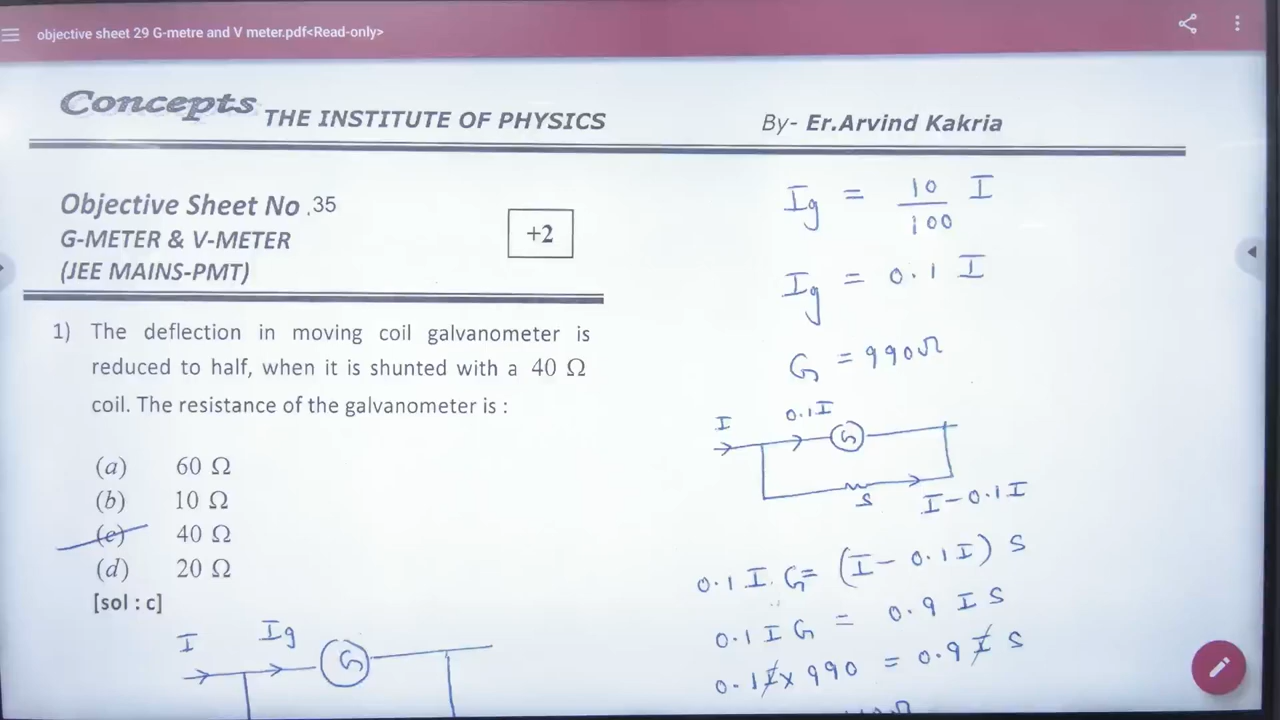 objective sheet 29 G-metre and V meter.pdf<Read-only>
Concepts THE INSTITUTE OF PHYSICS
By- Er.Arvind Kakria
Objective Sheet No .35
G-METER & V-METER
(JEE MAINS-PMT)
+2
1) The deflection in moving coil galvanometer is
reduced to half, when it is shunted with a 40 Ω
coil. The resistance of the galvanometer is :
(a) 60 Ω
(b) 10 Ω
(c) 40 Ω
(d) 20 Ω
[sol : c]
I Ig G
Ig = 10/100 I
Ig = 0.1 I
G = 990Ω
I 0.1I G
S I-0.1I
0.1 I. G= (I- 0.1I) S
0.1 I G = 0.9 I S
0.1I x 990 = 0.9 I S